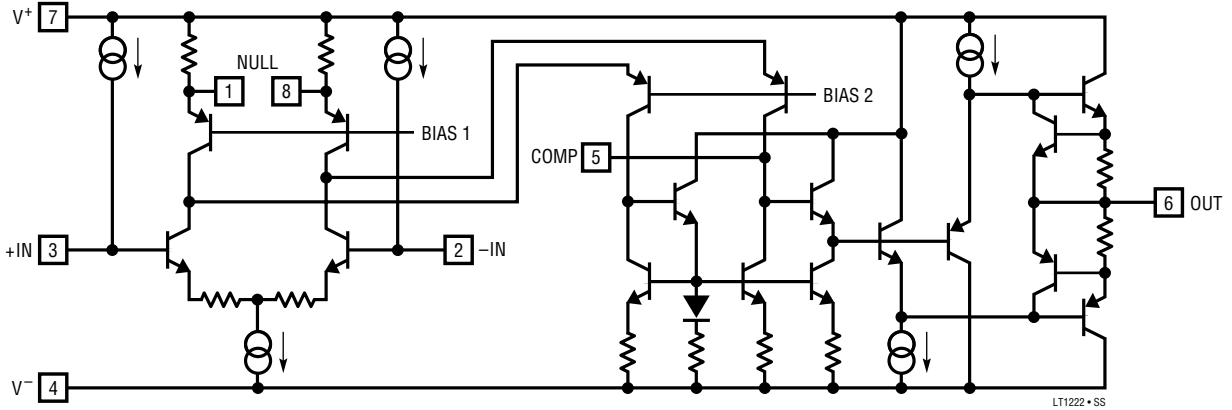 V+ 7
NULL
1 8
BIAS 1
BIAS 2
COMP 5
+IN 3
2 –IN
6 OUT
V– 4
LT1222 • SS